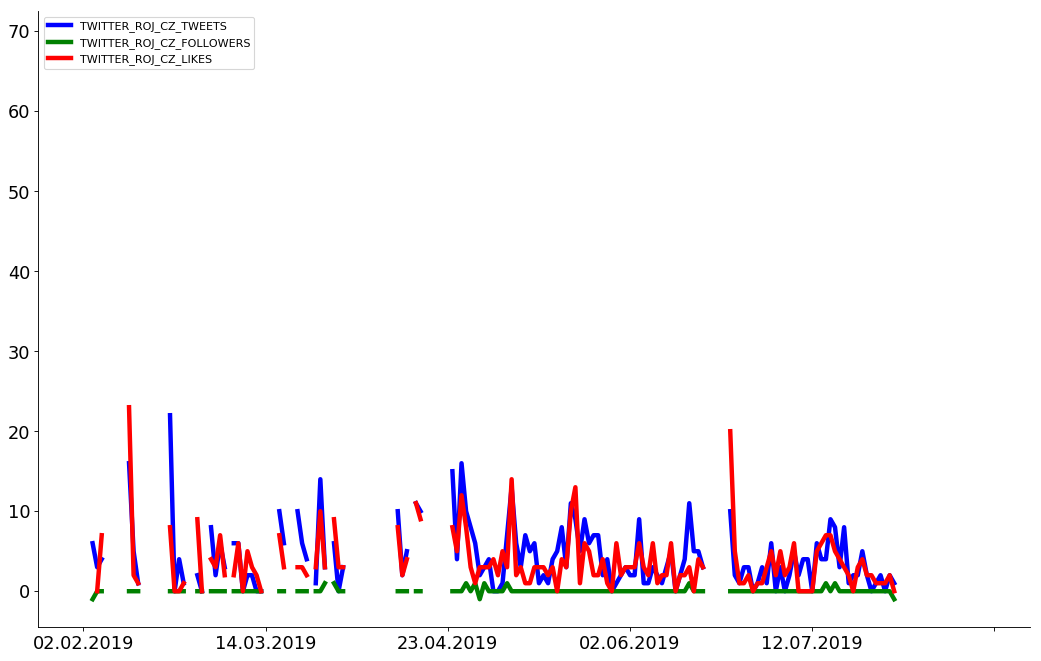 TWITTER_ROJ_CZ_TWEETS
TWITTER_ROJ_CZ_FOLLOWERS
TWITTER_ROJ_CZ_LIKES
70
60
50
40
30
20
10
0
02.02.2019 14.03.2019 23.04.2019 02.06.2019 12.07.2019